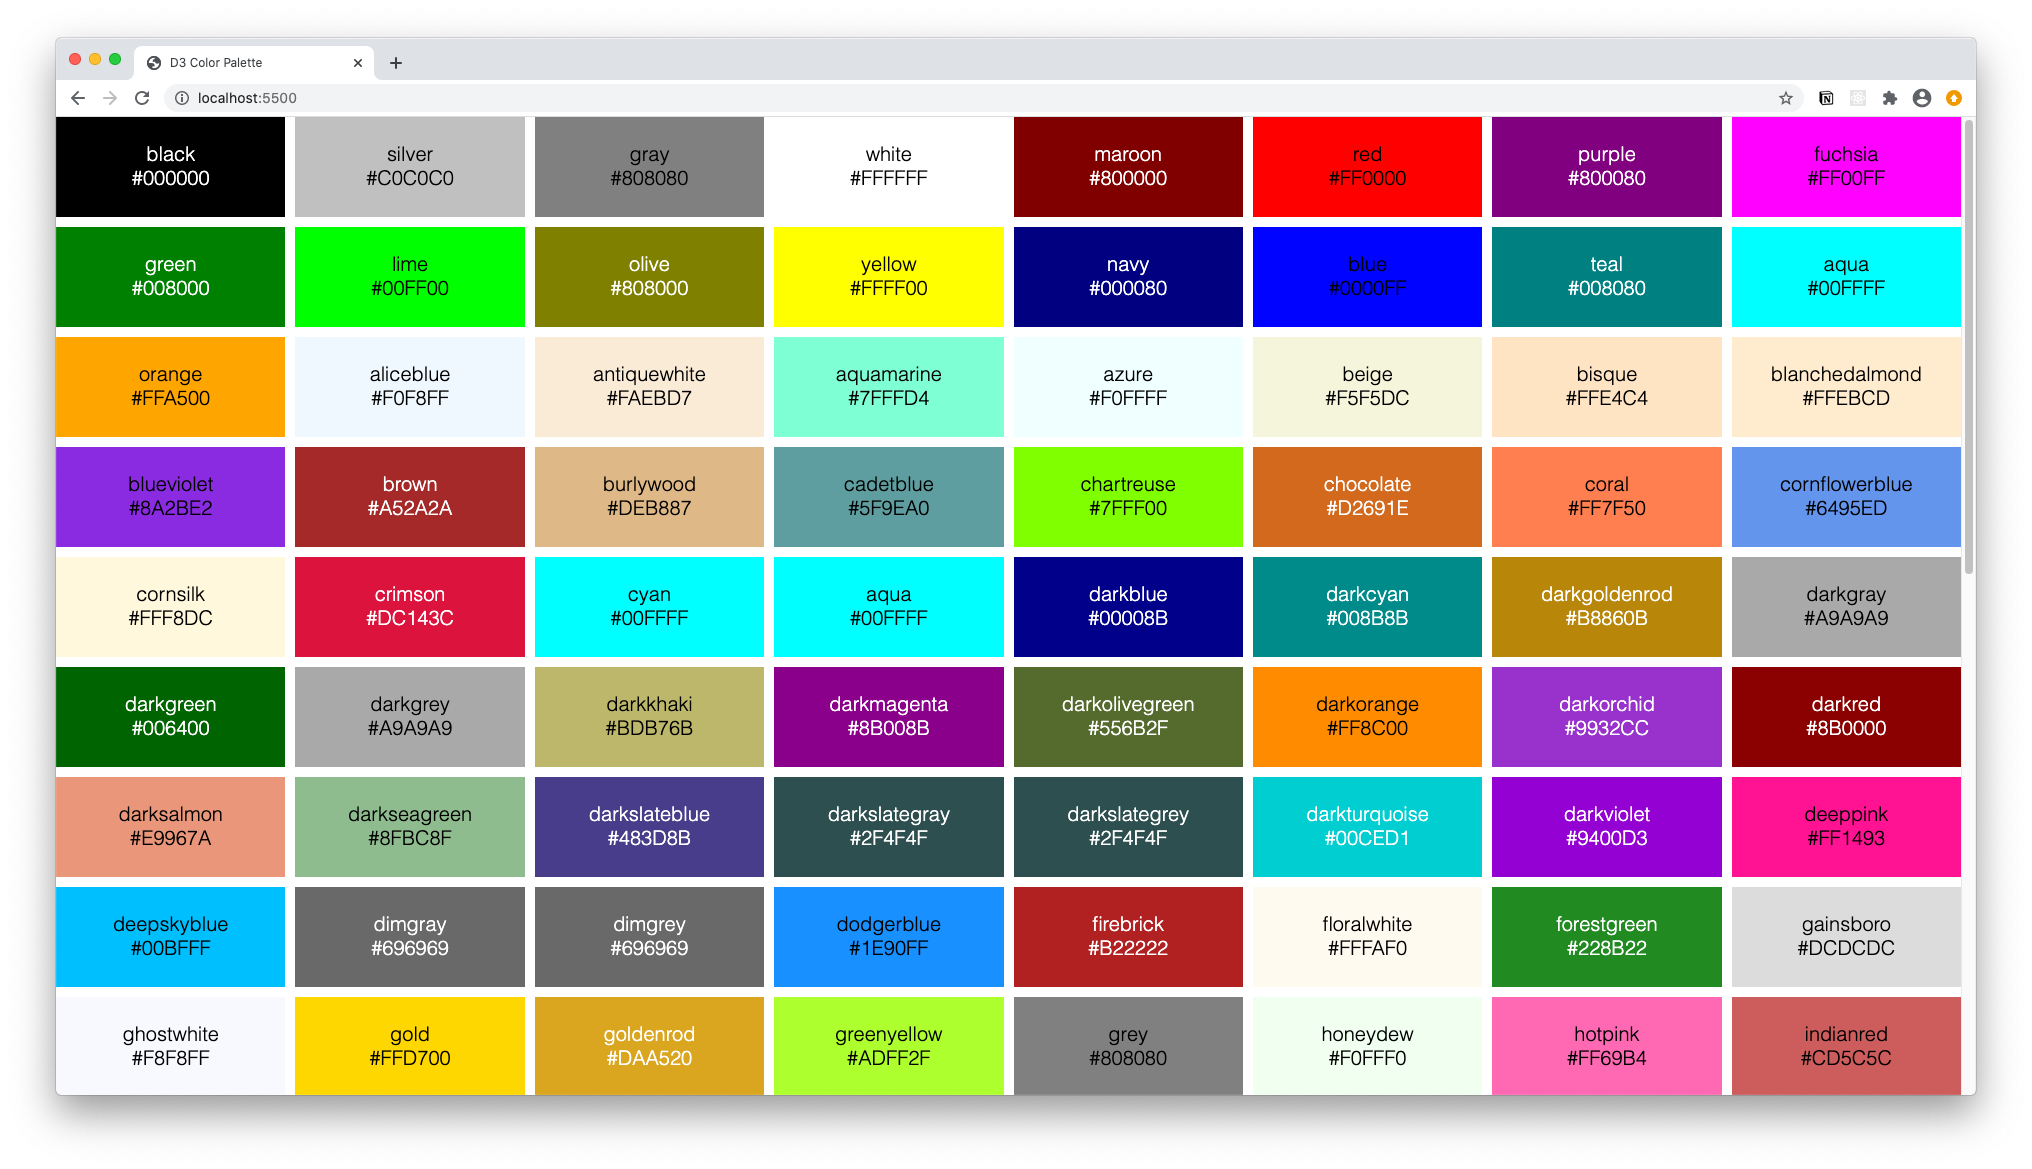 D3 Color Palette
localhost:5500
black
#000000
silver
#C0C0C0
gray
#808080
white
#FFFFFF
maroon
#800000
red
#FF0000
purple
#800080
fuchsia
#FF00FF
green
#008000
lime
#00FF00
olive
#808000
yellow
#FFFF00
navy
#000080
blue
#0000FF
teal
#008080
aqua
#00FFFF
orange
#FFA500
aliceblue
#F0F8FF
antiquewhite
#FAEBD7
aquamarine
#7FFFD4
azure
#F0FFFF
beige
#F5F5DC
bisque
#FFE4C4
blanchedalmond
#FFEBCD
blueviolet
#8A2BE2
brown
#A52A2A
burlywood
#DEB887
cadetblue
#5F9EA0
chartreuse
#7FFF00
chocolate
#D2691E
coral
#FF7F50
cornflowerblue
#6495ED
cornsilk
#FFF8DC
crimson
#DC143C
cyan
#00FFFF
aqua
#00FFFF
darkblue
#00008B
darkcyan
#008B8B
darkgoldenrod
#B8860B
darkgray
#A9A9A9
darkgreen
#006400
darkgrey
#A9A9A9
darkkhaki
#BDB76B
darkmagenta
#8B008B
darkolivegreen
#556B2F
darkorange
#FF8C00
darkorchid
#9932CC
darkred
#8B0000
darksalmon
#E9967A
darkseagreen
#8FBC8F
darkslateblue
#483D8B
darkslategray
#2F4F4F
darkslategrey
#2F4F4F
darkturquoise
#00CED1
darkviolet
#9400D3
deeppink
#FF1493
deepskyblue
#00BFFF
dimgray
#696969
dimgrey
#696969
dodgerblue
#1E90FF
firebrick
#B22222
floralwhite
#FFFAF0
forestgreen
#228B22
gainsboro
#DCDCDC
ghostwhite
#F8F8FF
gold
#FFD700
goldenrod
#DAA520
greenyellow
#ADFF2F
grey
#808080
honeydew
#F0FFF0
hotpink
#FF69B4
indianred
#CD5C5C